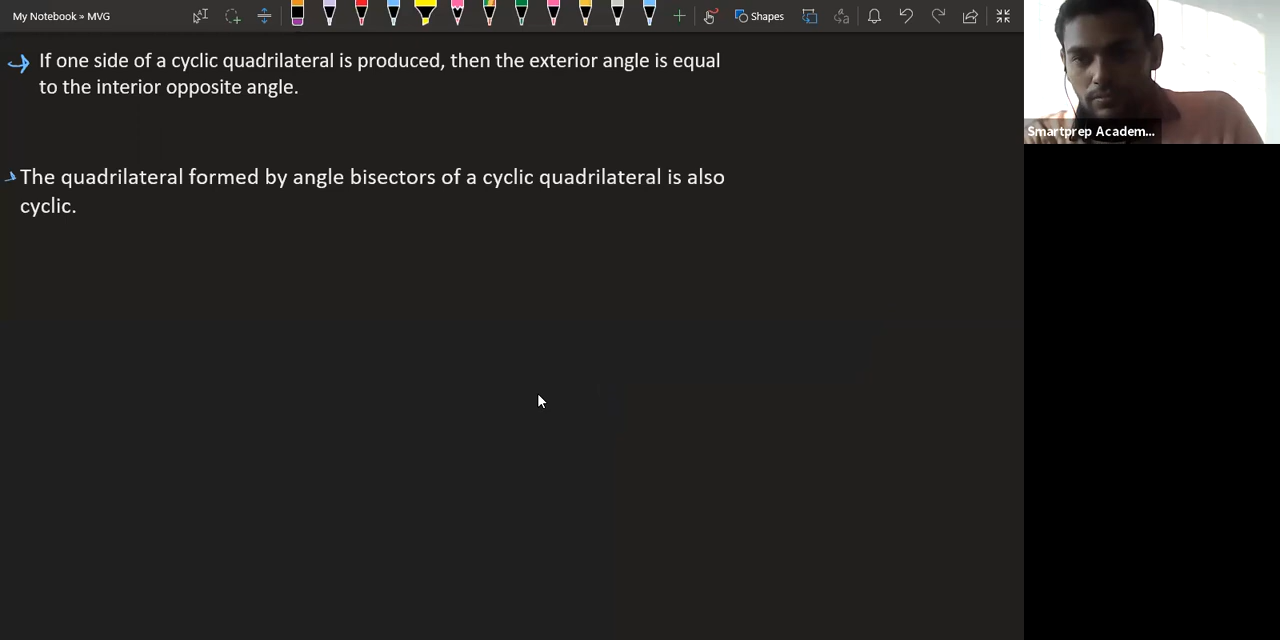 My Notebook » MVG
Shapes
If one side of a cyclic quadrilateral is produced, then the exterior angle is equal
to the interior opposite angle.
The quadrilateral formed by angle bisectors of a cyclic quadrilateral is also
cyclic.
Smartprep Academ...